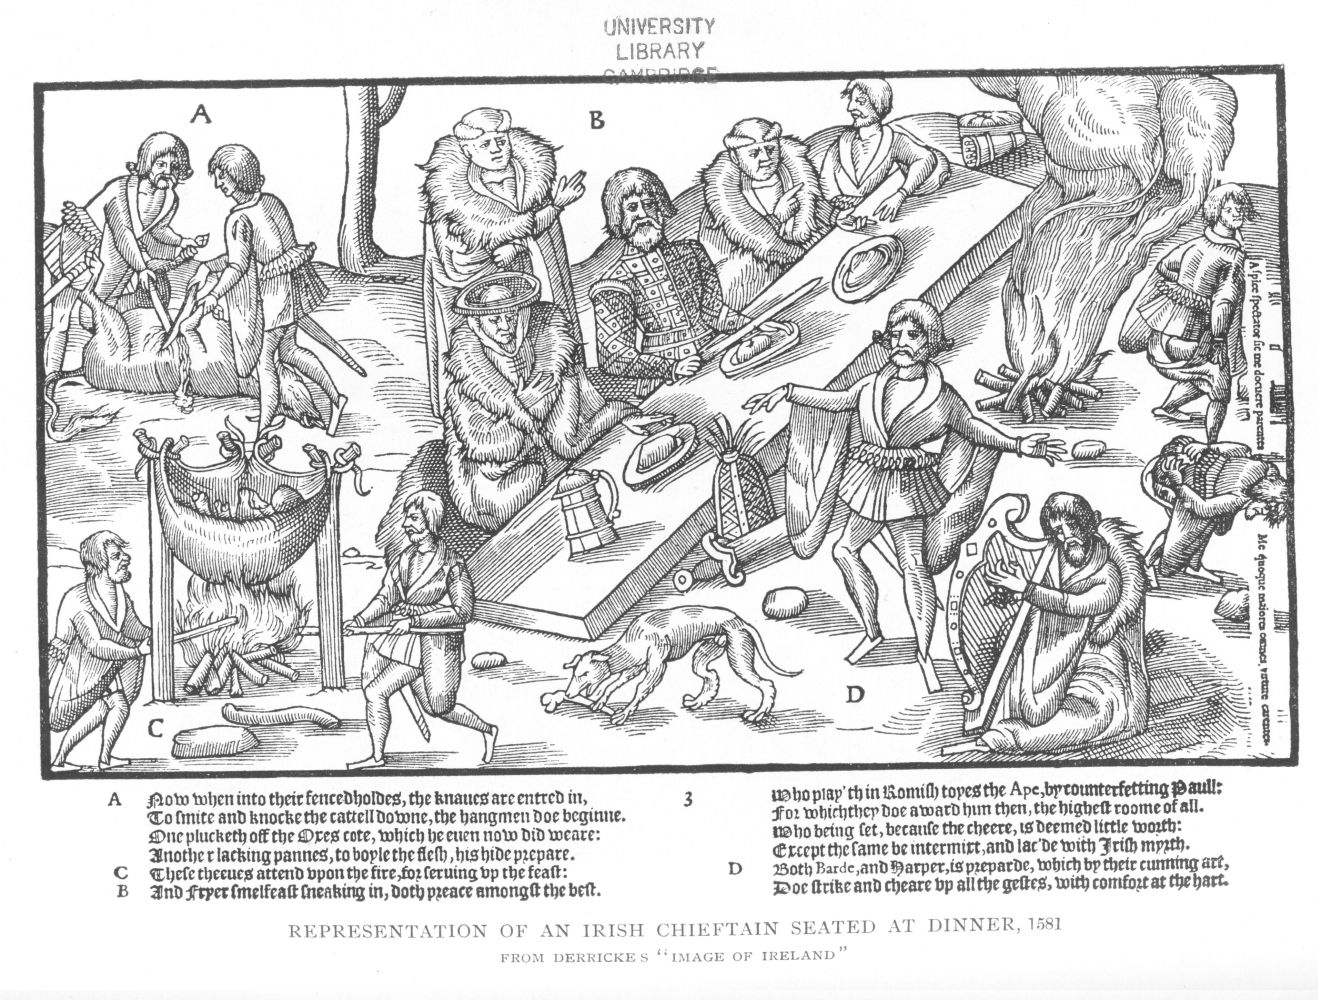 UNIVERSITY
LIBRARY
CAMBRIDGE
A
B
C
D
Aspice spectator sic me docuere parentes
Me quoque maiores omnes virtute carentes.
A Now when into their fencedholdes, the knaues are entred in,
To smite and knocke the cattell downe, the hangmen doe beginne.
One plucketh off the Oxes cote, which he euen now did weare:
Another lacking pannes, to boyle the flesh, his hide prepare.
C These theeues attend vpon the fire, for seruing vp the feast:
B And Fryer smelfeast sneaking in, doth preace amongst the best.
3 Who play'th in Romish toyes the Ape, by counterfetting Paull:
For which they doe award him then, the highest roome of all.
Who being set, because the cheere, is deemed little worth:
Except the same be intermixt, and lac'de with Irish myrth.
D Both Barde, and Harper, is preparde, which by their cunning art,
Doe strike and cheare vp all the gestes, with comfort at the hart.
REPRESENTATION OF AN IRISH CHIEFTAIN SEATED AT DINNER, 1581
FROM DERRICKE'S "IMAGE OF IRELAND"